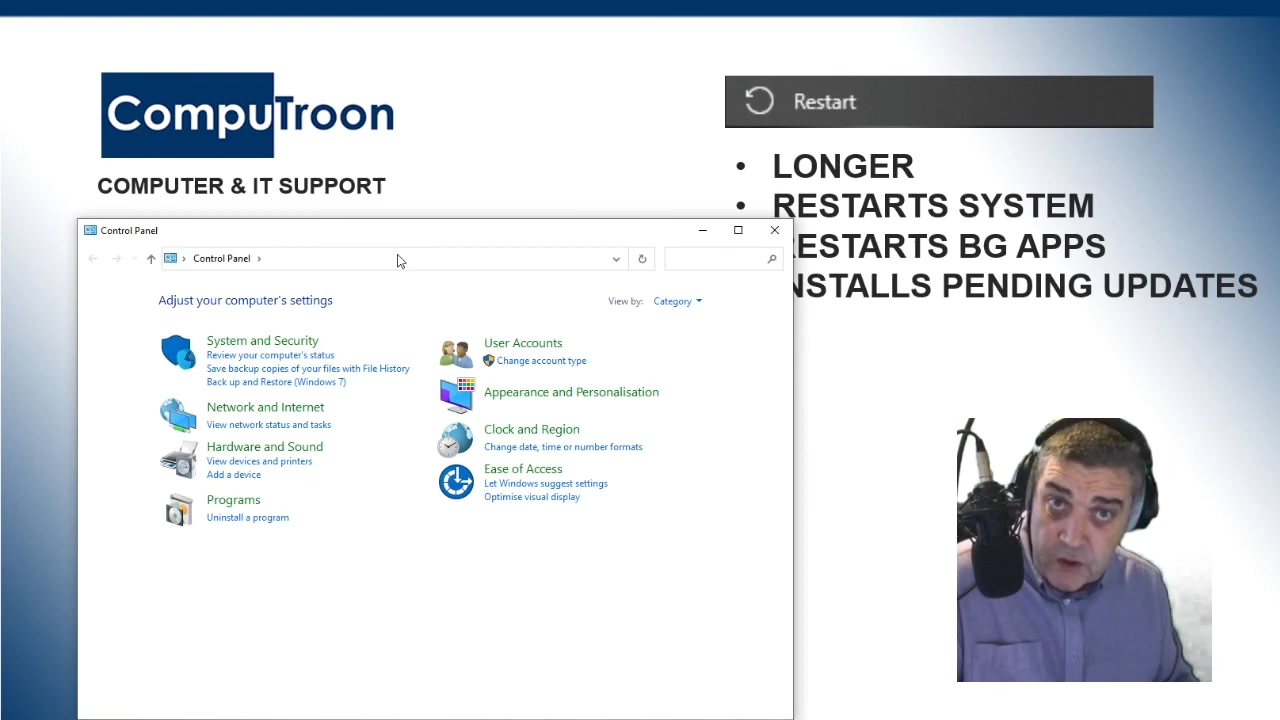 CompuTroon
COMPUTER & IT SUPPORT
Restart
• LONGER
• RESTARTS SYSTEM
RESTARTS BG APPS
INSTALLS PENDING UPDATES
Control Panel
Control Panel
Adjust your computer's settings
View by: Category
System and Security
Review your computer's status
Save backup copies of your files with File History
Back up and Restore (Windows 7)
Network and Internet
View network status and tasks
Hardware and Sound
View devices and printers
Add a device
Programs
Uninstall a program
User Accounts
Change account type
Appearance and Personalisation
Clock and Region
Change date, time or number formats
Ease of Access
Let Windows suggest settings
Optimise visual display